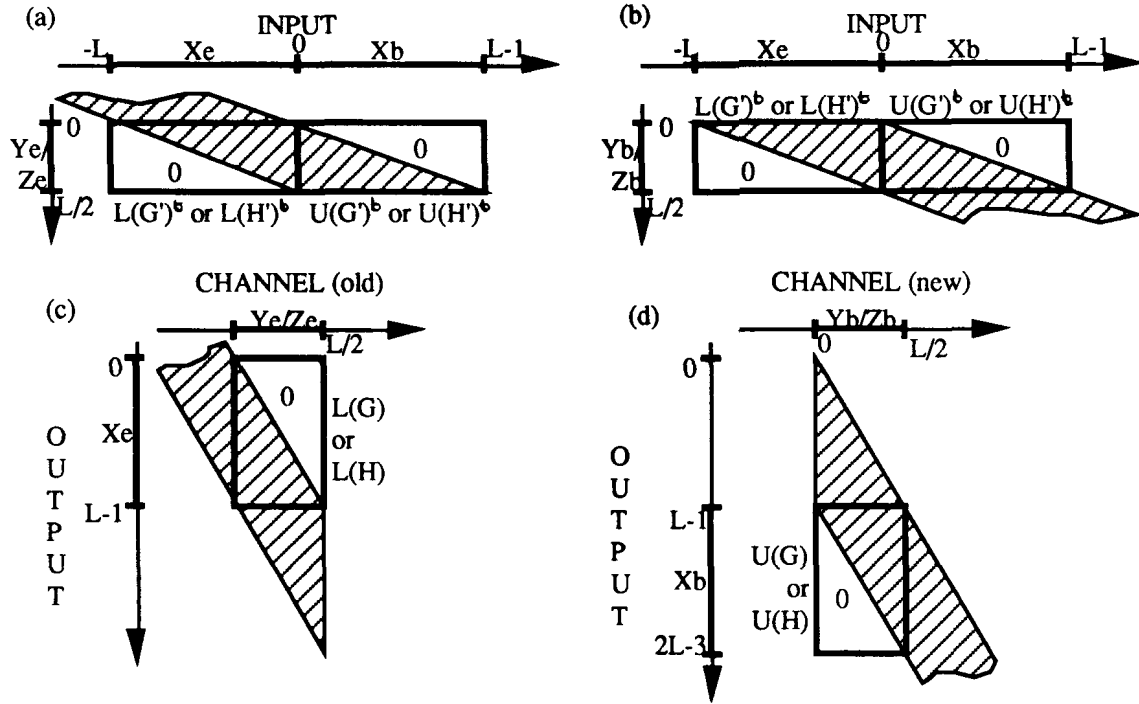 (a)
INPUT
-L Xe 0 Xb L-1
0
Ye/
Ze
L/2
0
0
L(G')ᵇ or L(H')ᵇ U(G')ᵇ or U(H')ᵇ
(b)
INPUT
-L Xe 0 Xb L-1
L(G')ᵇ or L(H')ᵇ U(G')ᵇ or U(H')ᵇ
0
Yb/
Zb
L/2
0
0
(c)
CHANNEL (old)
Ye/Ze
L/2
0
Xe
L-1
OUTPUT
0
L(G)
or
L(H)
(d)
CHANNEL (new)
Yb/Zb
0 L/2
0
L-1
Xb
2L-3
OUTPUT
U(G)
or
U(H)
0